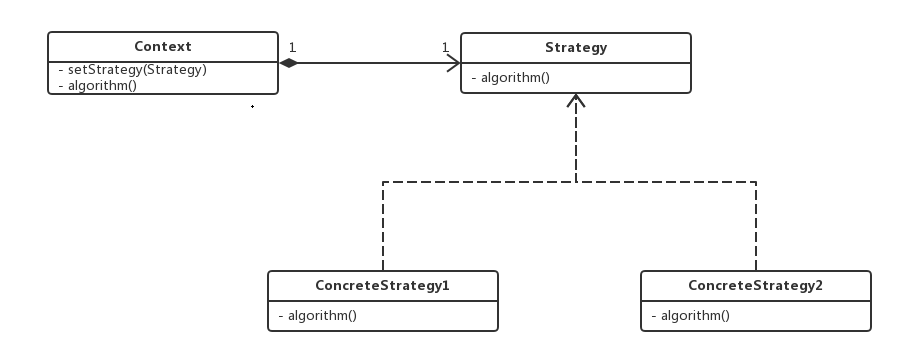 Context
- setStrategy(Strategy)
- algorithm()
1
1
Strategy
- algorithm()
ConcreteStrategy1
- algorithm()
ConcreteStrategy2
- algorithm()